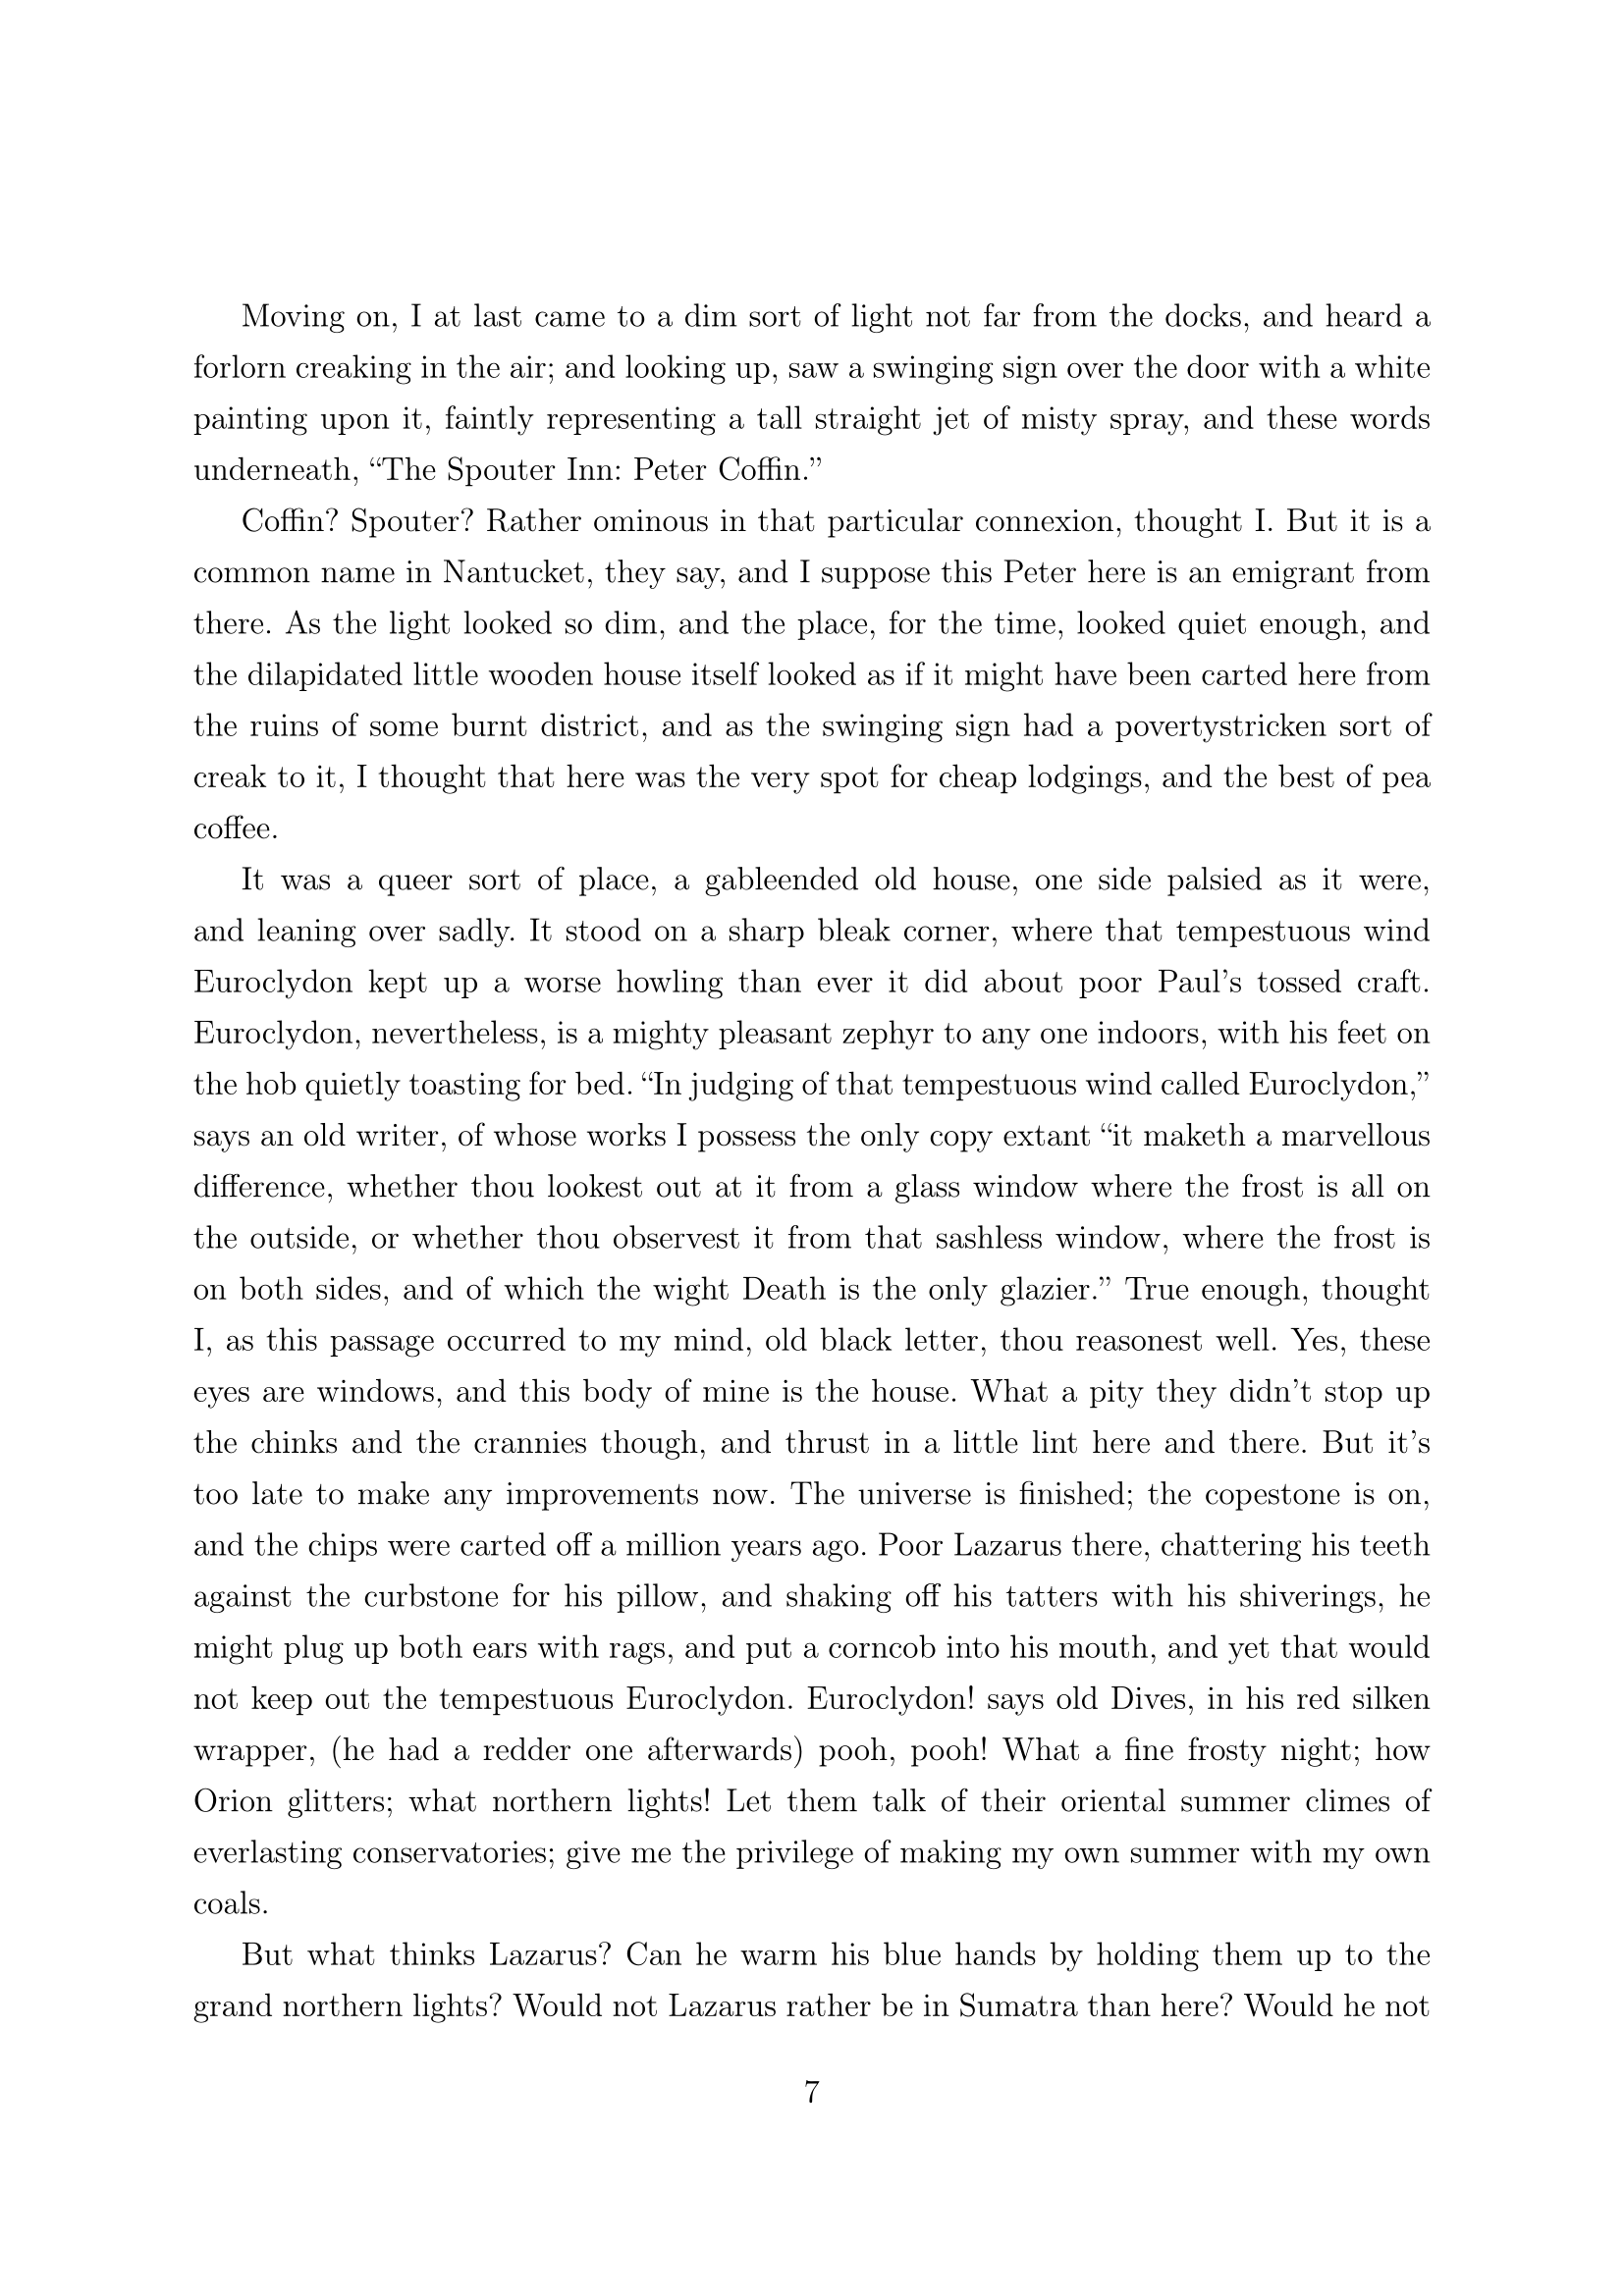 Moving on, I at last came to a dim sort of light not far from the docks, and heard a
forlorn creaking in the air; and looking up, saw a swinging sign over the door with a white
painting upon it, faintly representing a tall straight jet of misty spray, and these words
underneath, “The Spouter Inn: Peter Coffin.”
Coffin? Spouter? Rather ominous in that particular connexion, thought I. But it is a
common name in Nantucket, they say, and I suppose this Peter here is an emigrant from
there. As the light looked so dim, and the place, for the time, looked quiet enough, and
the dilapidated little wooden house itself looked as if it might have been carted here from
the ruins of some burnt district, and as the swinging sign had a povertystricken sort of
creak to it, I thought that here was the very spot for cheap lodgings, and the best of pea
coffee.
It was a queer sort of place, a gableended old house, one side palsied as it were,
and leaning over sadly. It stood on a sharp bleak corner, where that tempestuous wind
Euroclydon kept up a worse howling than ever it did about poor Paul’s tossed craft.
Euroclydon, nevertheless, is a mighty pleasant zephyr to any one indoors, with his feet on
the hob quietly toasting for bed. “In judging of that tempestuous wind called Euroclydon,”
says an old writer, of whose works I possess the only copy extant “it maketh a marvellous
difference, whether thou lookest out at it from a glass window where the frost is all on
the outside, or whether thou observest it from that sashless window, where the frost is
on both sides, and of which the wight Death is the only glazier.” True enough, thought
I, as this passage occurred to my mind, old black letter, thou reasonest well. Yes, these
eyes are windows, and this body of mine is the house. What a pity they didn’t stop up
the chinks and the crannies though, and thrust in a little lint here and there. But it’s
too late to make any improvements now. The universe is finished; the copestone is on,
and the chips were carted off a million years ago. Poor Lazarus there, chattering his teeth
against the curbstone for his pillow, and shaking off his tatters with his shiverings, he
might plug up both ears with rags, and put a corncob into his mouth, and yet that would
not keep out the tempestuous Euroclydon. Euroclydon! says old Dives, in his red silken
wrapper, (he had a redder one afterwards) pooh, pooh! What a fine frosty night; how
Orion glitters; what northern lights! Let them talk of their oriental summer climes of
everlasting conservatories; give me the privilege of making my own summer with my own
coals.
But what thinks Lazarus? Can he warm his blue hands by holding them up to the
grand northern lights? Would not Lazarus rather be in Sumatra than here? Would he not
7